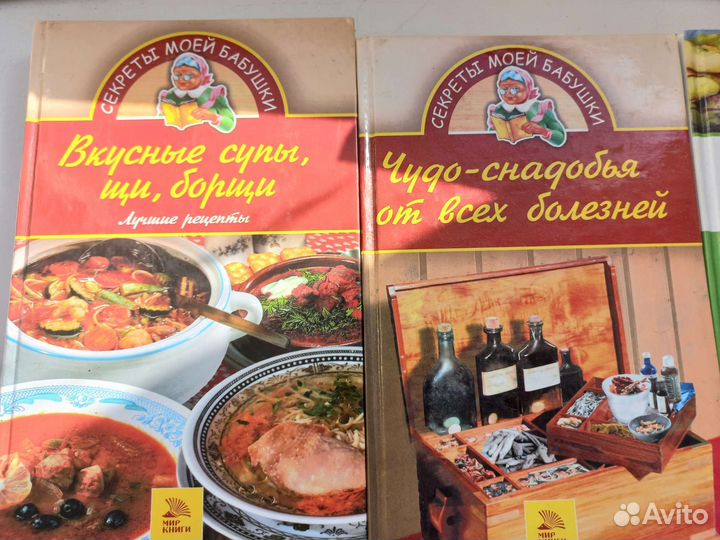 СЕКРЕТЫ МОЕЙ БАБУШКИ
Вкусные супы,
щи, борщи
Лучшие рецепты
МИР
КНИГИ
СЕКРЕТЫ МОЕЙ БАБУШКИ
Чудо-снадобья
от всех болезней
МИР
КНИГИ
Avito